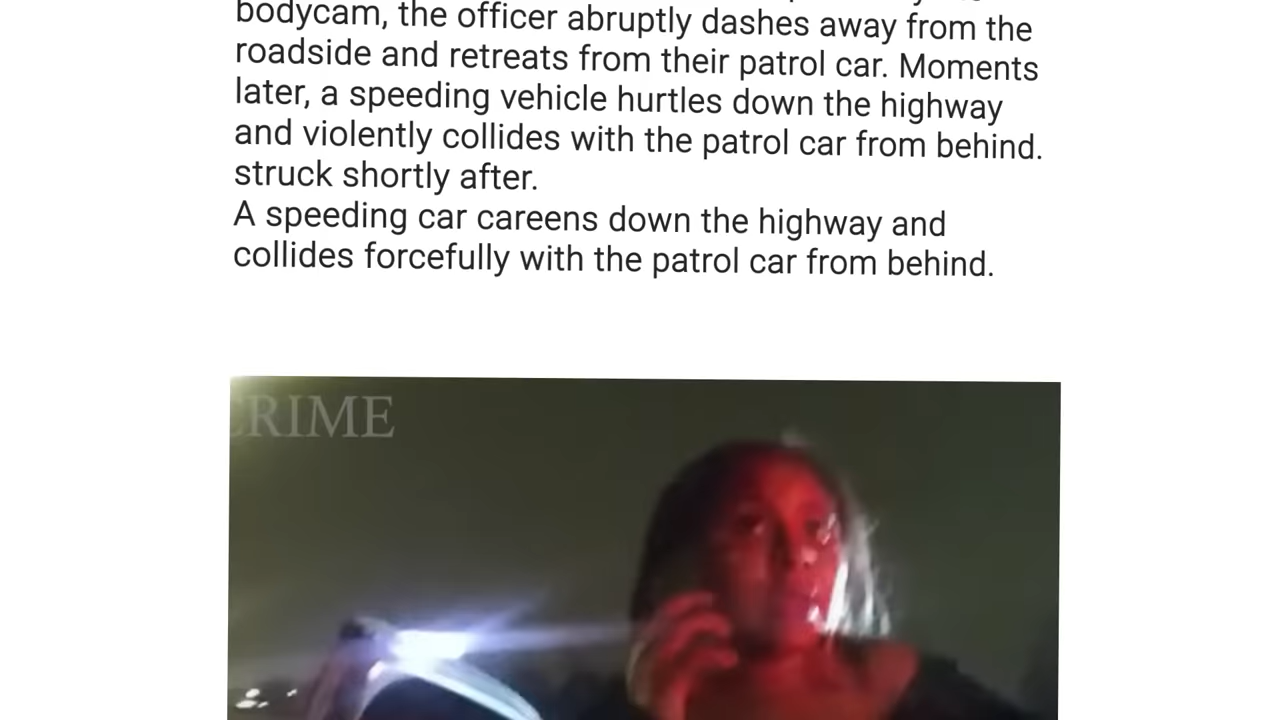 bodycam, the officer abruptly dashes away from the
roadside and retreats from their patrol car. Moments
later, a speeding vehicle hurtles down the highway
and violently collides with the patrol car from behind.
struck shortly after.
A speeding car careens down the highway and
collides forcefully with the patrol car from behind.
CRIME